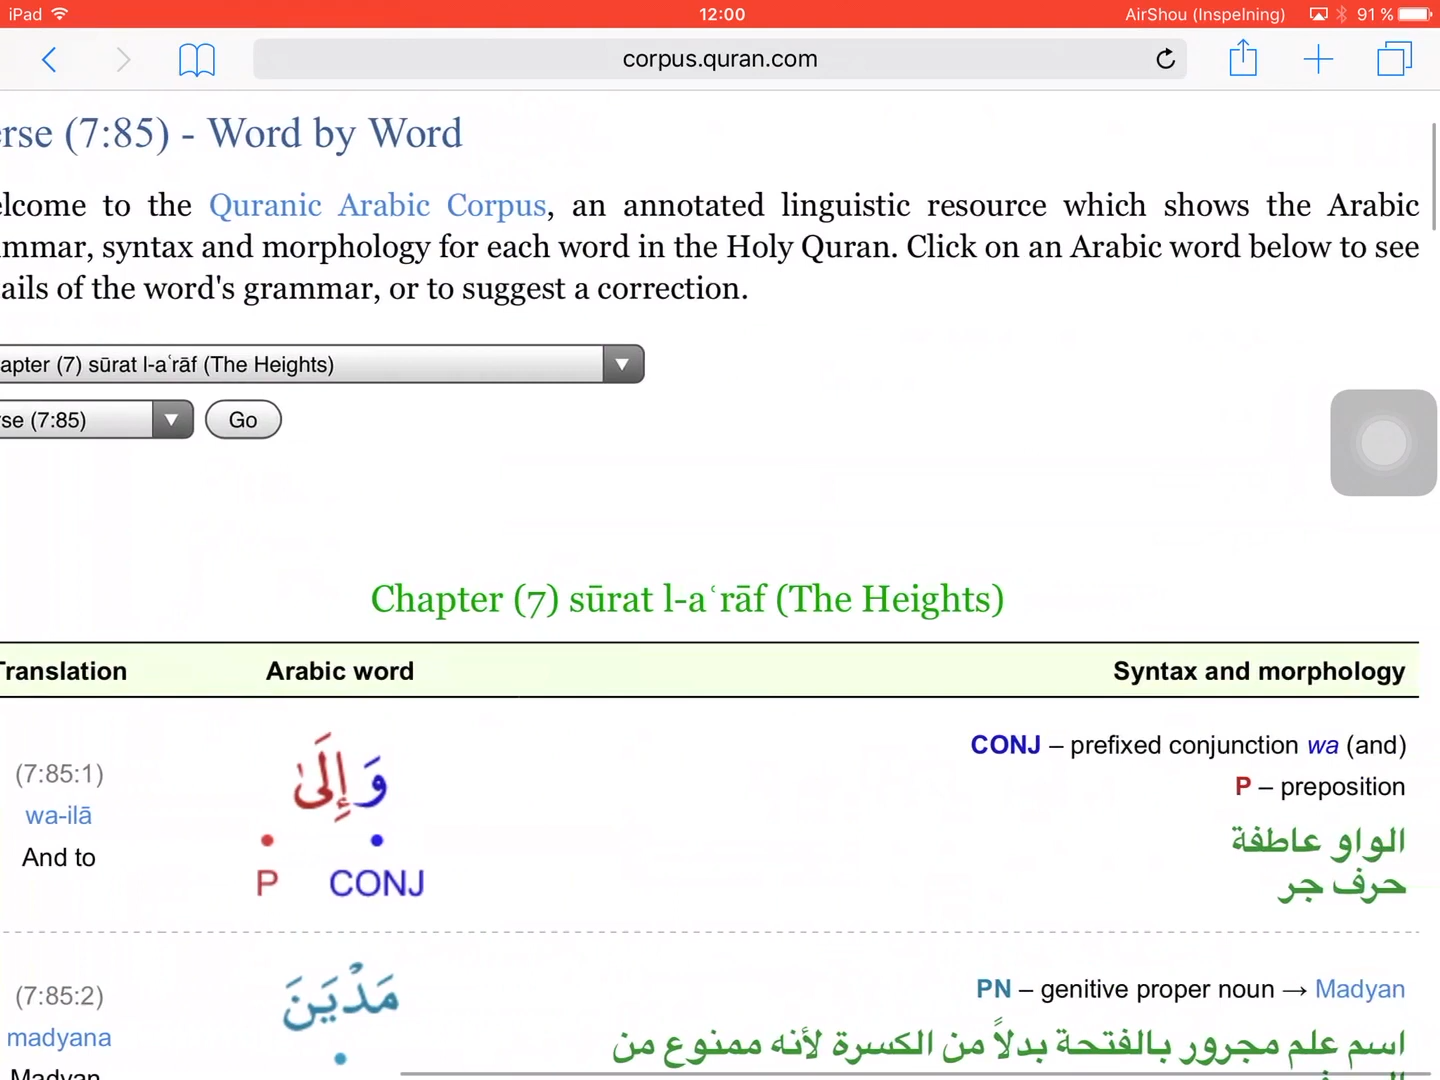 iPad 12:00 AirShou (Inspelning) 91 %
corpus.quran.com
erse (7:85) - Word by Word
elcome to the Quranic Arabic Corpus, an annotated linguistic resource which shows the Arabic
mmar, syntax and morphology for each word in the Holy Quran. Click on an Arabic word below to see
ails of the word's grammar, or to suggest a correction.
apter (7) sūrat l-aʿrāf (The Heights)
rse (7:85) Go
Chapter (7) sūrat l-aʿrāf (The Heights)
Translation Arabic word Syntax and morphology
(7:85:1)
wa-ilā
And to
وَإِلَىٰ
P CONJ
CONJ – prefixed conjunction wa (and)
P – preposition
الواو عاطفة
حرف جر
(7:85:2)
madyana
Madyan
مَدْيَنَ
PN – genitive proper noun → Madyan
اسم علم مجرور بالفتحة بدلاً من الكسرة لأنه ممنوع من